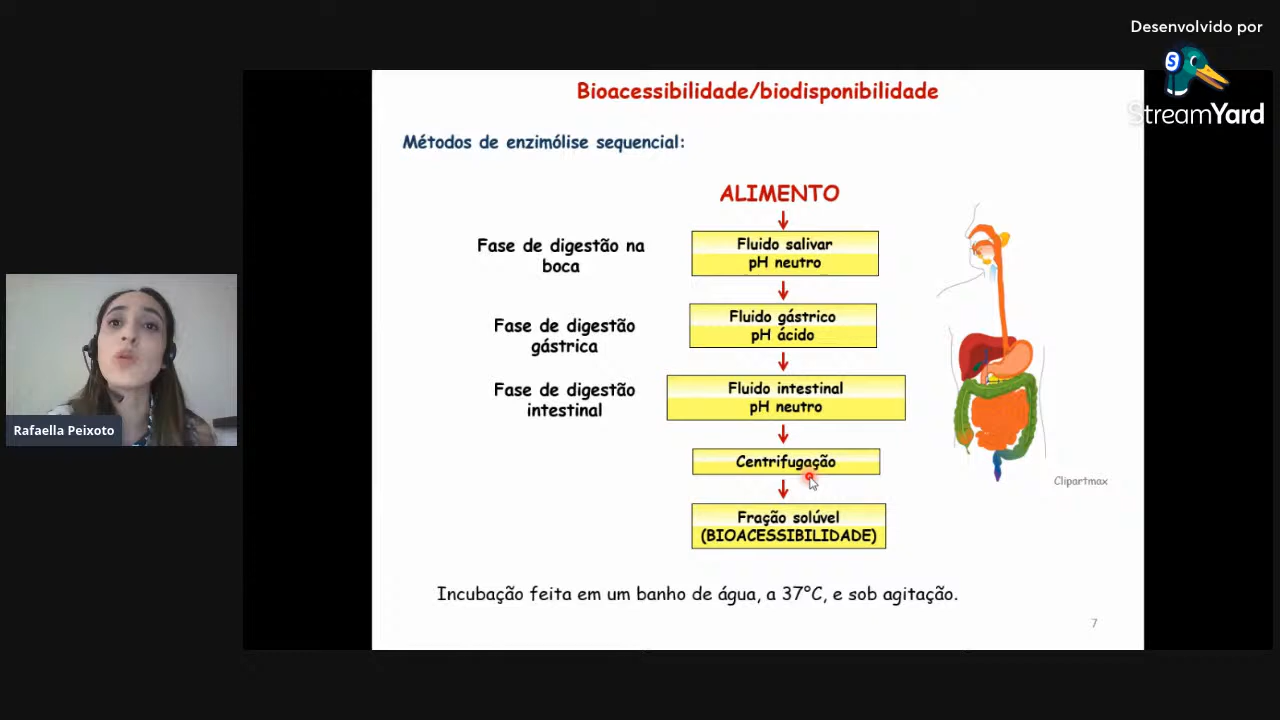 Desenvolvido por
StreamYard
Bioacessibilidade/biodisponibilidade
Métodos de enzimólise sequencial:
ALIMENTO
Fase de digestão na
boca
Fluido salivar
pH neutro
Fase de digestão
gástrica
Fluido gástrico
pH ácido
Fase de digestão
intestinal
Fluido intestinal
pH neutro
Centrifugação
Fração solúvel
(BIOACESSIBILIDADE)
Clipartmax
Incubação feita em um banho de água, a 37°C, e sob agitação.
7
Rafaella Peixoto